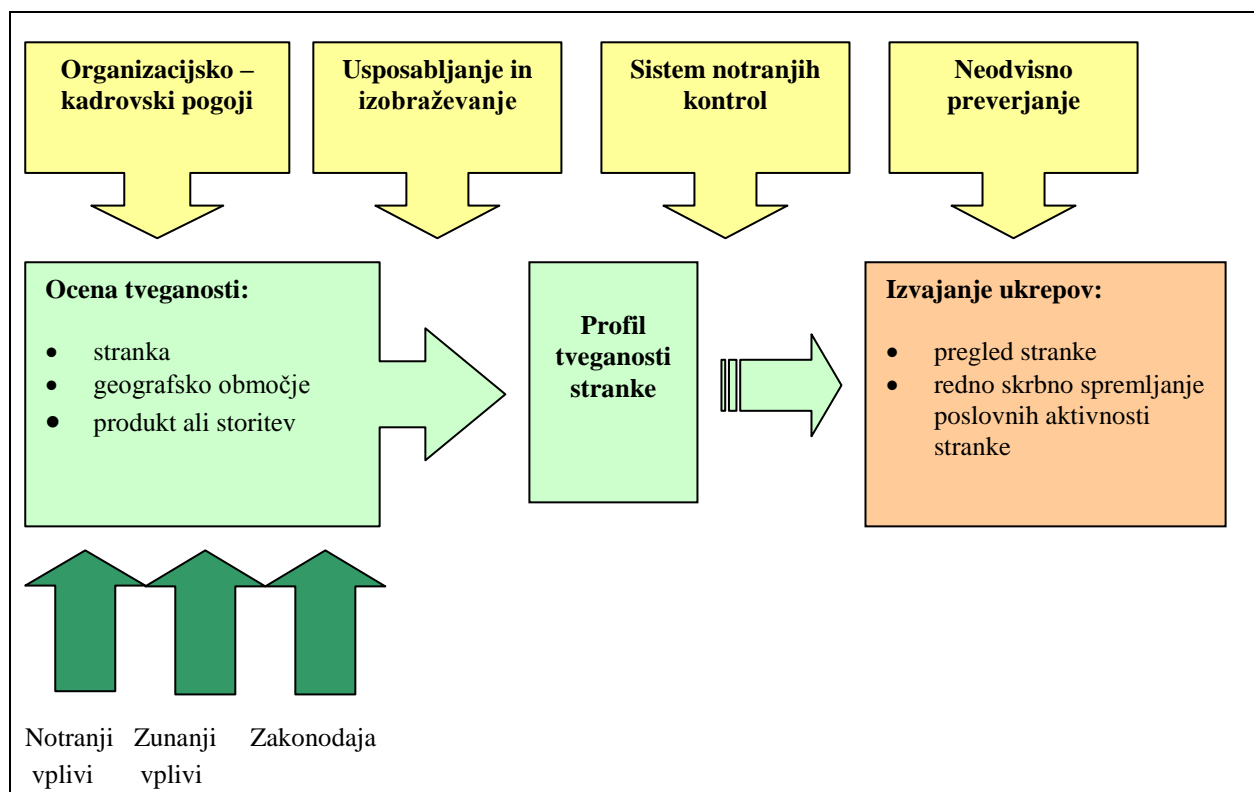 Organizacijsko –
kadrovski pogoji
Usposabljanje in
izobraževanje
Sistem notranjih
kontrol
Neodvisno
preverjanje
Ocena tveganosti:
• stranka
• geografsko območje
• produkt ali storitev
Profil
tveganosti
stranke
Izvajanje ukrepov:
• pregled stranke
• redno skrbno spremljanje
poslovnih aktivnosti
stranke
Notranji
vplivi
Zunanji
vplivi
Zakonodaja